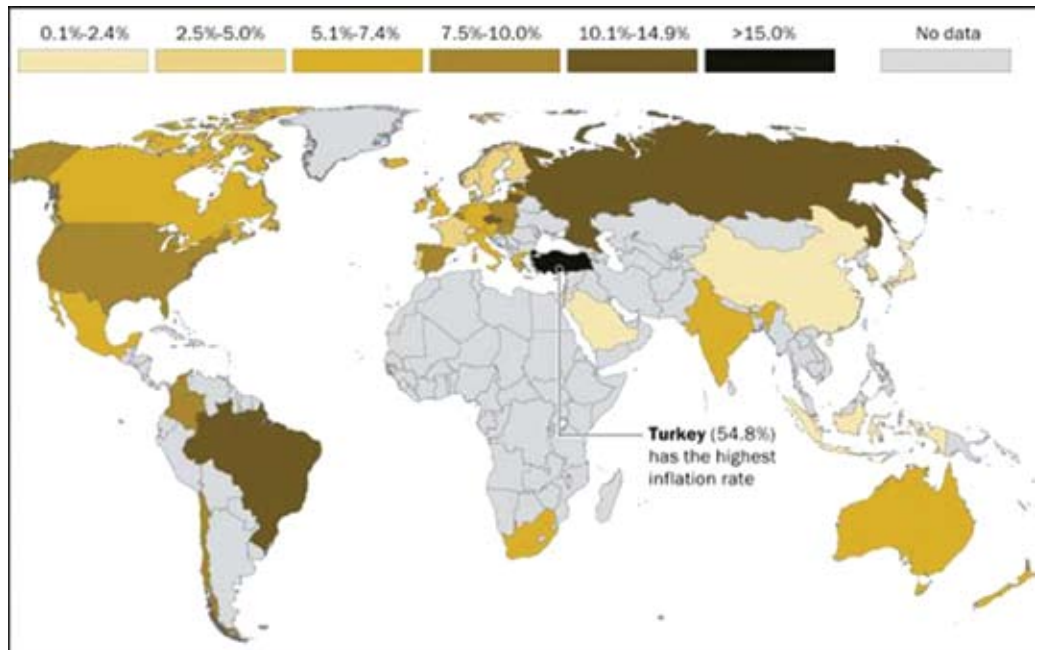 0.1%-2.4% 2.5%-5.0% 5.1%-7.4% 7.5%-10.0% 10.1%-14.9% >15.0% No data
Turkey (54.8%)
has the highest
inflation rate